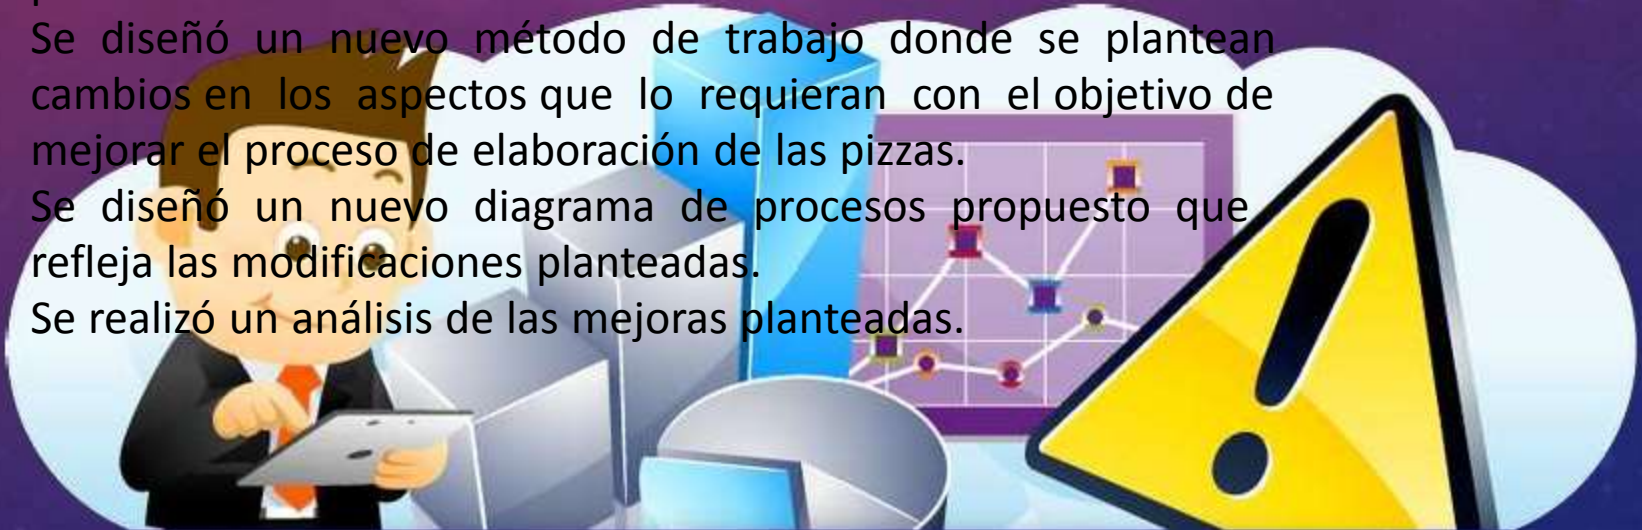 Se diseñó un nuevo método de trabajo donde se plantean
cambios en los aspectos que lo requieran con el objetivo de
mejorar el proceso de elaboración de las pizzas.
Se diseñó un nuevo diagrama de procesos propuesto que
refleja las modificaciones planteadas.
Se realizó un análisis de las mejoras planteadas.